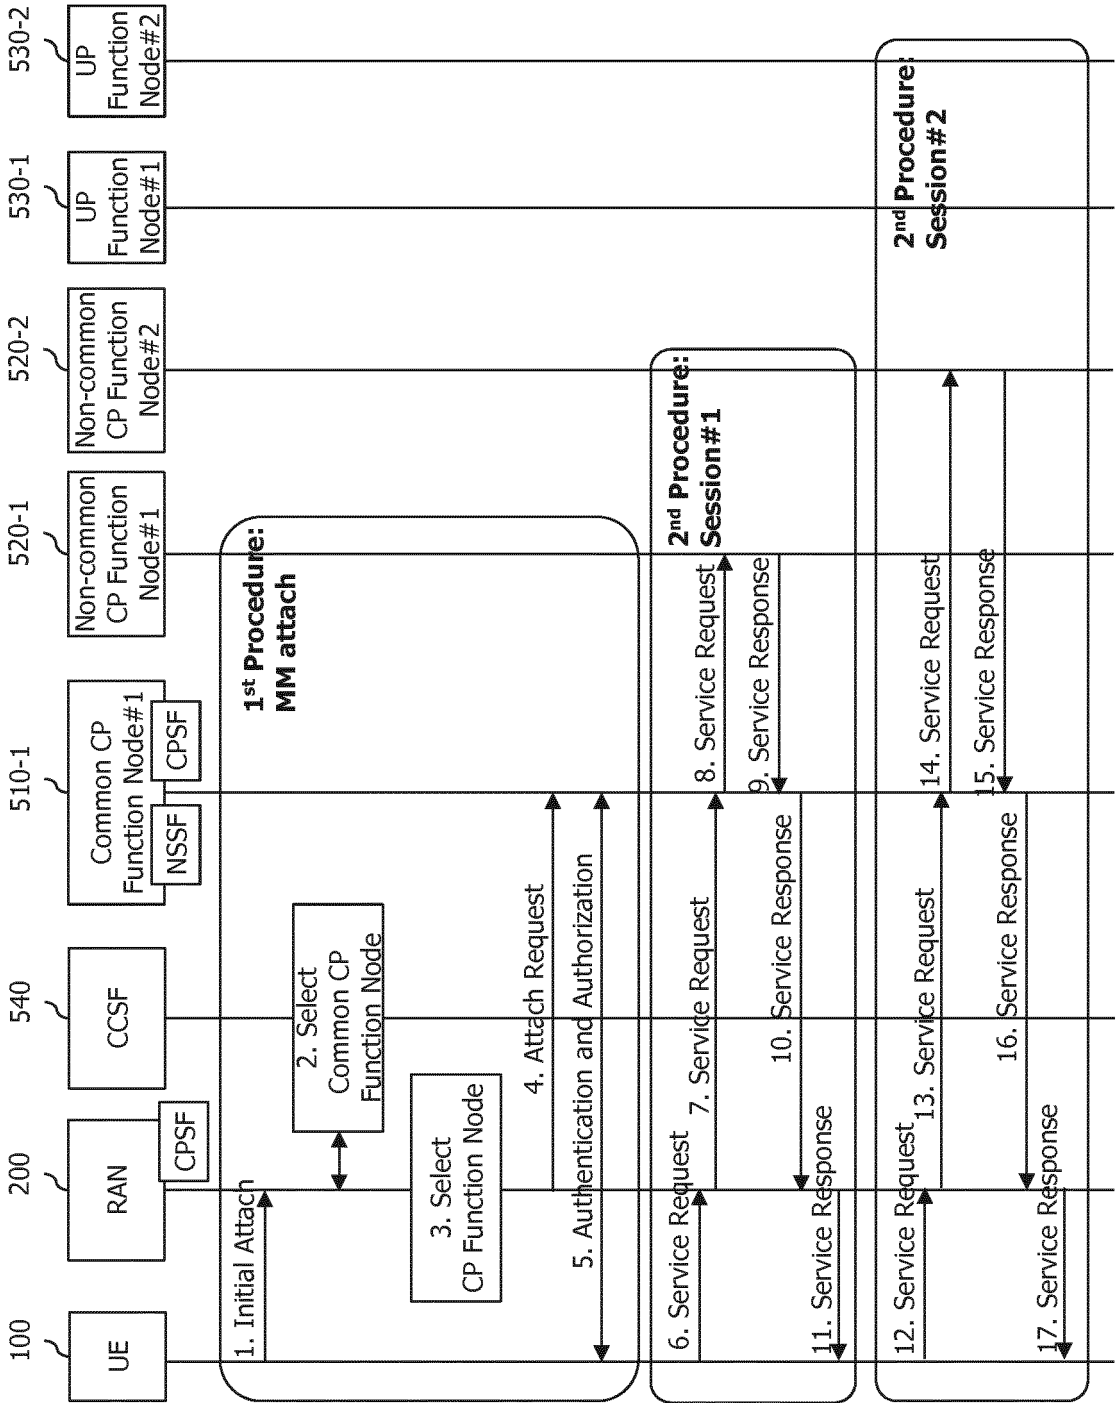 100
200
540
510-1
520-1
520-2
530-1
530-2
UE
RAN
CPSF
CCSF
Common CP
Function Node#1
NSSF
CPSF
Non-common
CP Function
Node#1
Non-common
CP Function
Node#2
UP
Function
Node#1
UP
Function
Node#2
1st Procedure:
MM attach
1. Initial Attach
2. Select
Common CP
Function Node
3. Select
CP Function Node
4. Attach Request
5. Authentication and Authorization
2nd Procedure:
Session#1
6. Service Request
7. Service Request
8. Service Request
9. Service Response
10. Service Response
11. Service Response
2nd Procedure:
Session#2
12. Service Request
13. Service Request
14. Service Request
15. Service Response
16. Service Response
17. Service Response